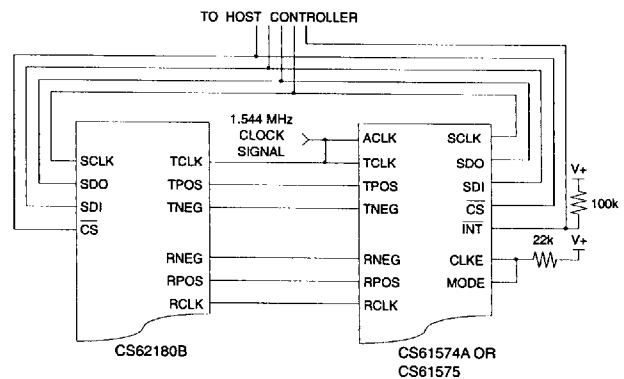 TO HOST CONTROLLER
1.544 MHz
CLOCK
SIGNAL
SCLK
SDO
SDI
CS
TCLK
TPOS
TNEG
RNEG
RPOS
RCLK
CS62180B
ACLK
TCLK
TPOS
TNEG
RNEG
RPOS
RCLK
SCLK
SDO
SDI
CS
INT
CLKE
MODE
CS61574A OR
CS61575
V+
100k
22k
V+